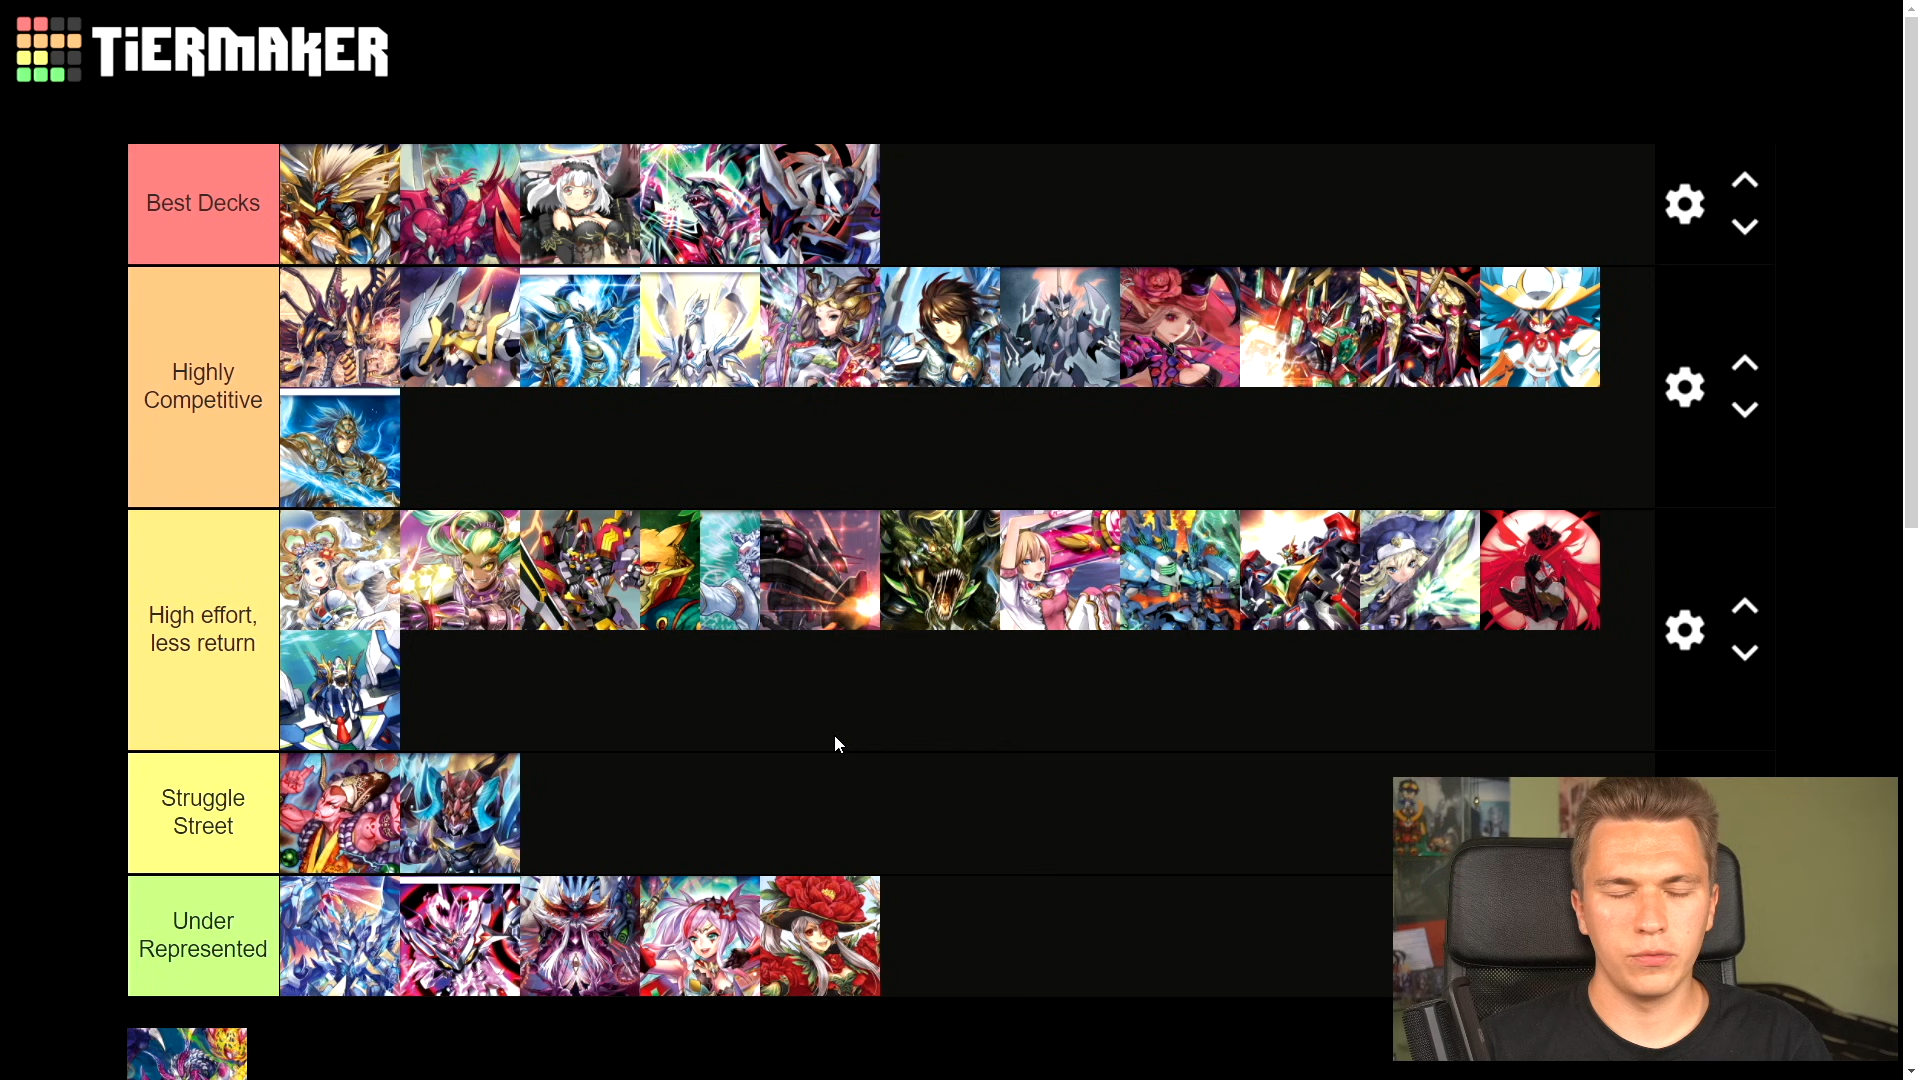 TiERMAKER
Best Decks
Highly
Competitive
High effort,
less return
Struggle
Street
Under
Represented